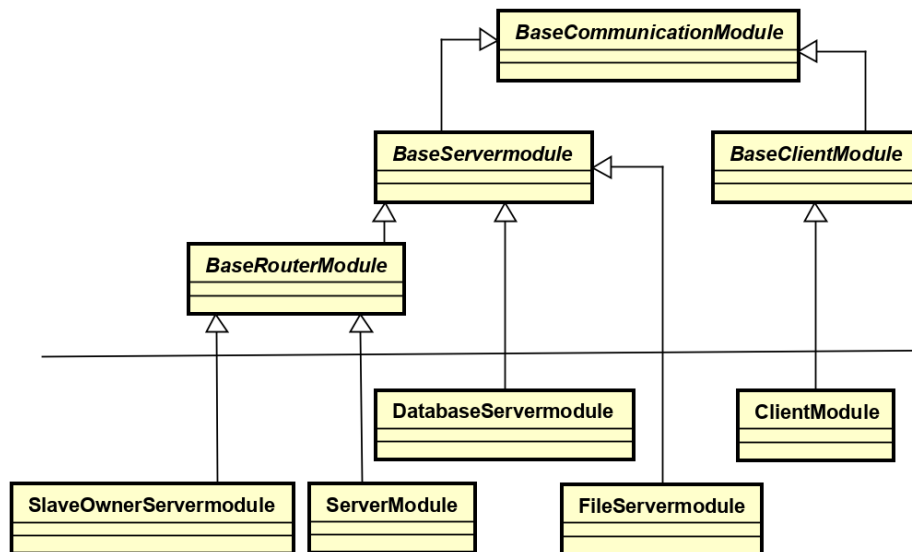 BaseCommunicationModule
BaseServermodule
BaseClientModule
BaseRouterModule
DatabaseServermodule
ClientModule
SlaveOwnerServermodule
ServerModule
FileServermodule